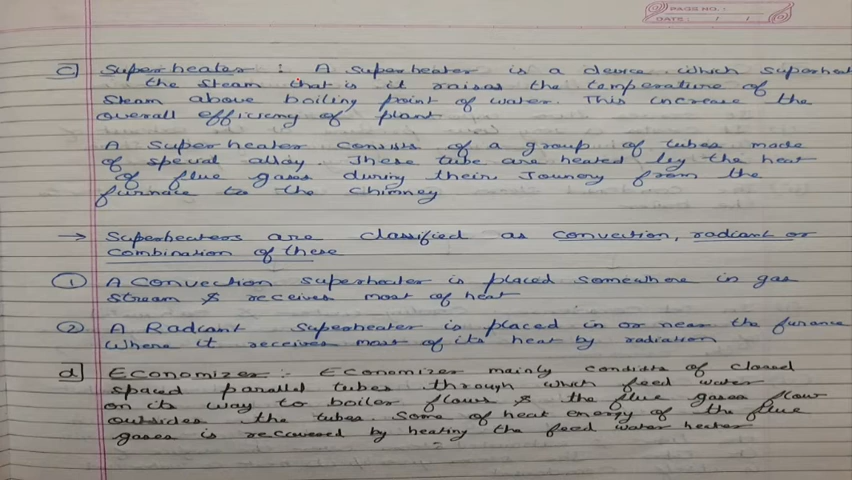 PAGE NO. :
DATE : / /
c) Superheater : A superheater is a device which superheat
the steam that is it raises the temperature of
steam above boiling point of water. This increase the
overall efficiency of plant
A superheater consists of a group of tubes made
of special alloy. These tube are heated by the heat
of flue gases during their Jounery from the
furnace to the chimney
→ Superheaters are classified as convection, radiant or
combination of these
① A Convection superheater is placed somewhere in gas
stream & receives most of heat
② A Radiant superheater is placed in or near the furance
where it receives most of its heat by radiation
d) Economizer :- Economizer mainly condists of closed
spaced parallel tubes through which feed water
on its way to boiler flows & the flue gases flow
outsides the tubes. Some of heat energy of the flue
gases is recovered by heating the feed water heater